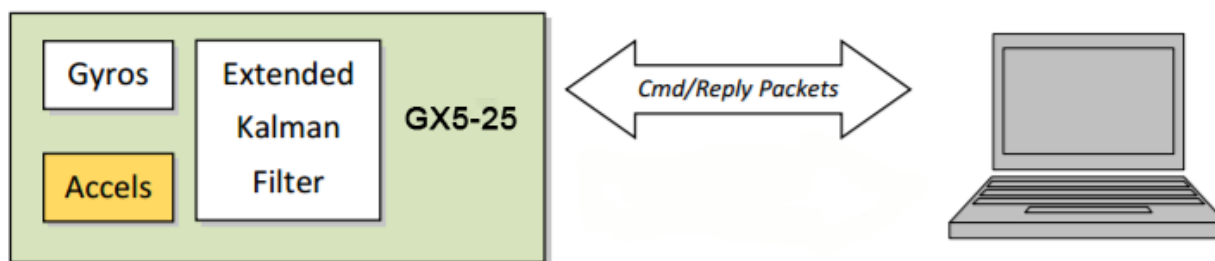 Gyros
Accels
Extended
Kalman
Filter
GX5-25
Cmd/Reply Packets